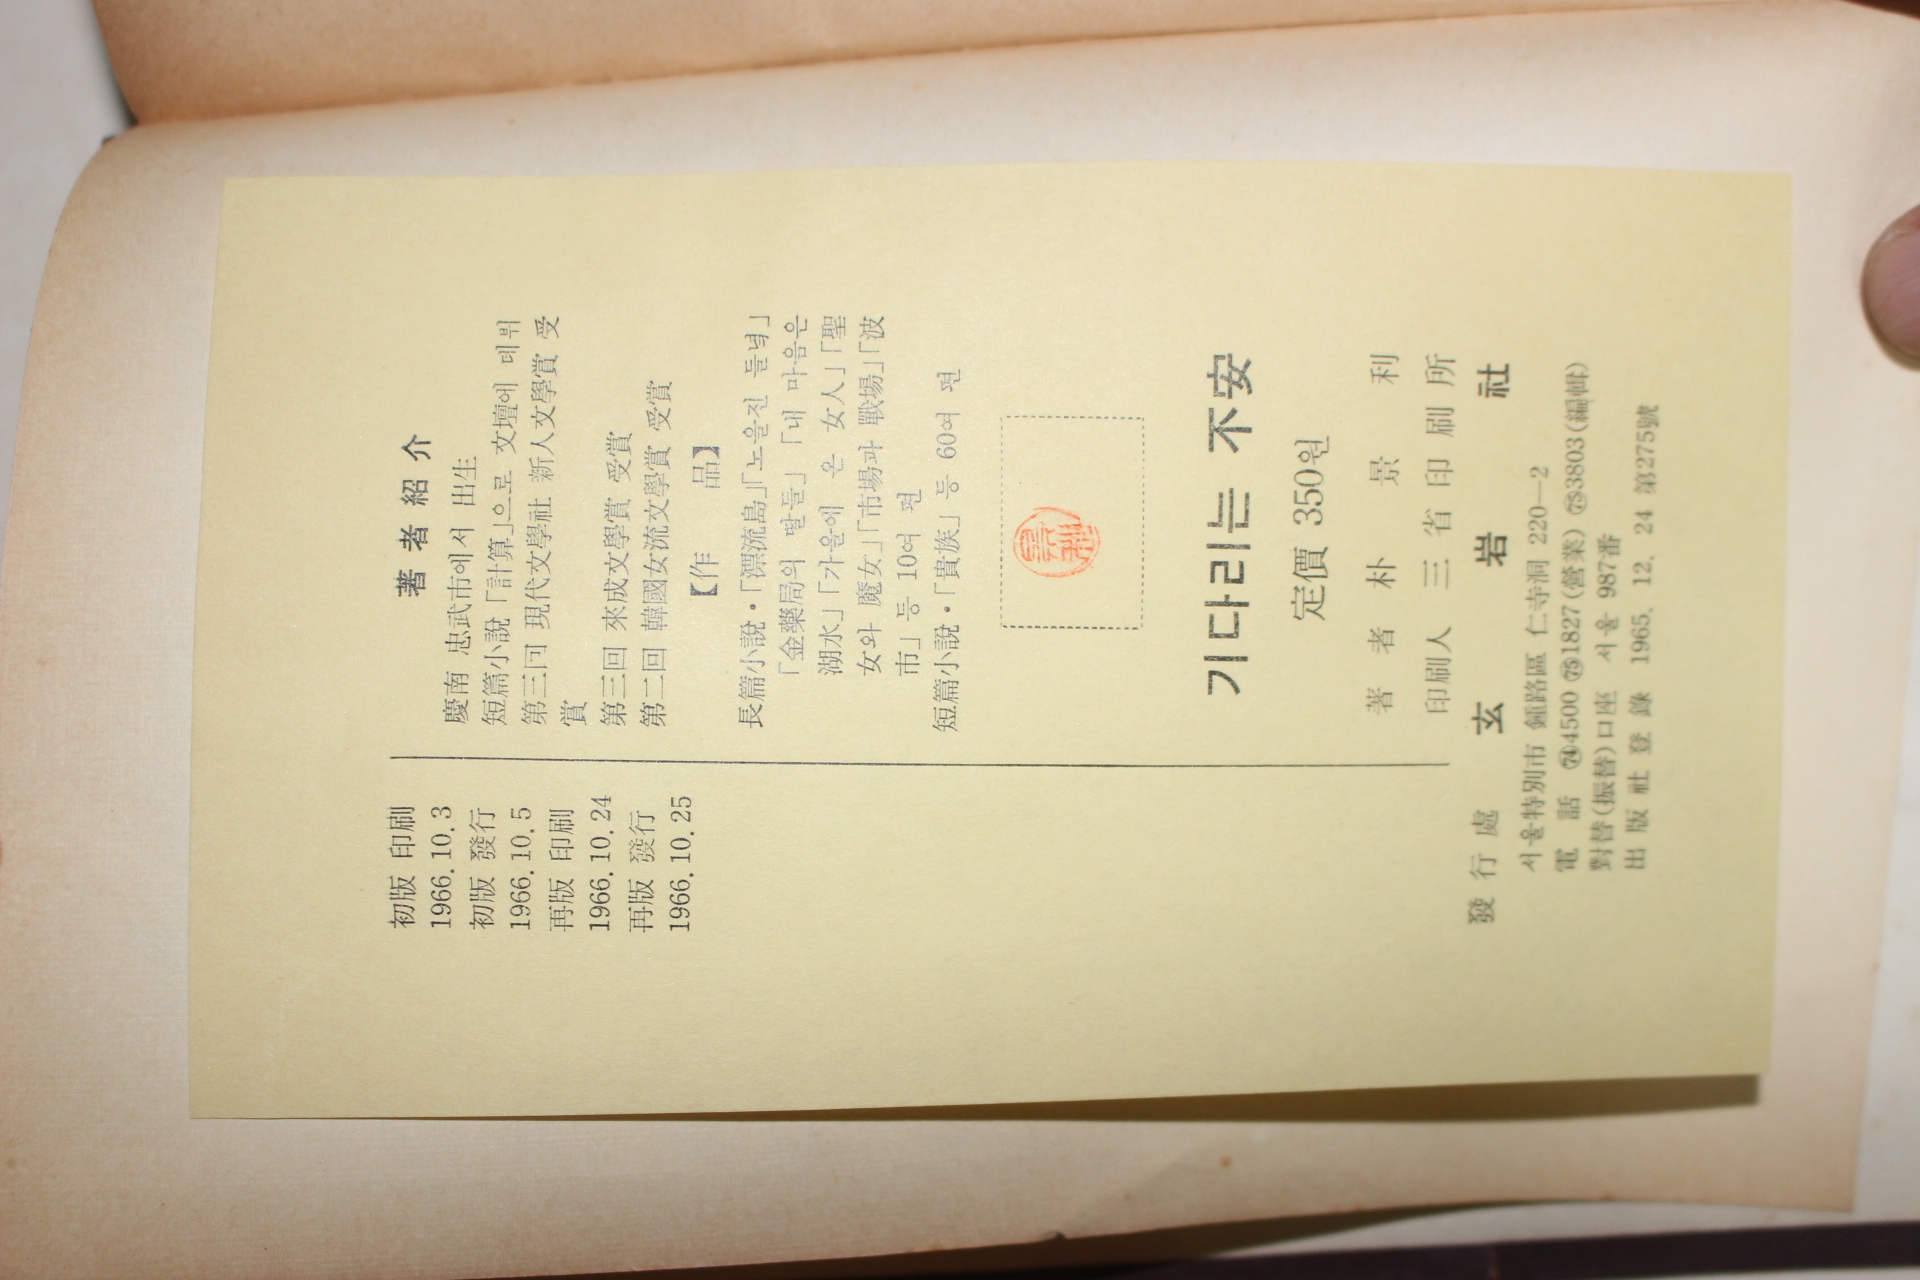 初版 印刷
1966. 10. 3
初版 發行
1966. 10. 5
再版 印刷
1966. 10. 24
再版 發行
1966. 10. 25
著者紹介
慶南 忠武市에서 出生
短篇小說「計算」으로 文壇에 데뷔
第三回 現代文學社 新人文學賞 受
賞
第三回 來成文學賞 受賞
第二回 韓國女流文學賞 受賞
【作 品】
長篇小說・「漂流島」「노을진 들녘」
「金藥局의 딸들」「내 마음은
湖水」「가을에 온 女人」「聖
女와 魔女」「市場과 戰場」「波
市」등 10여 편
短篇小說・「貴族」등 60여 편
기다리는 不安
定價 350원
著者 朴景利
印刷人 三省印刷所
發行處 玄岩社
서울特別市 鍾路區 仁寺洞 220—2
電話 ㉔4500 ㉕1827(營業) ㉕3803(編輯)
對替(振替)口座 서울 987番
出版社登錄 1965. 12. 24 第275號